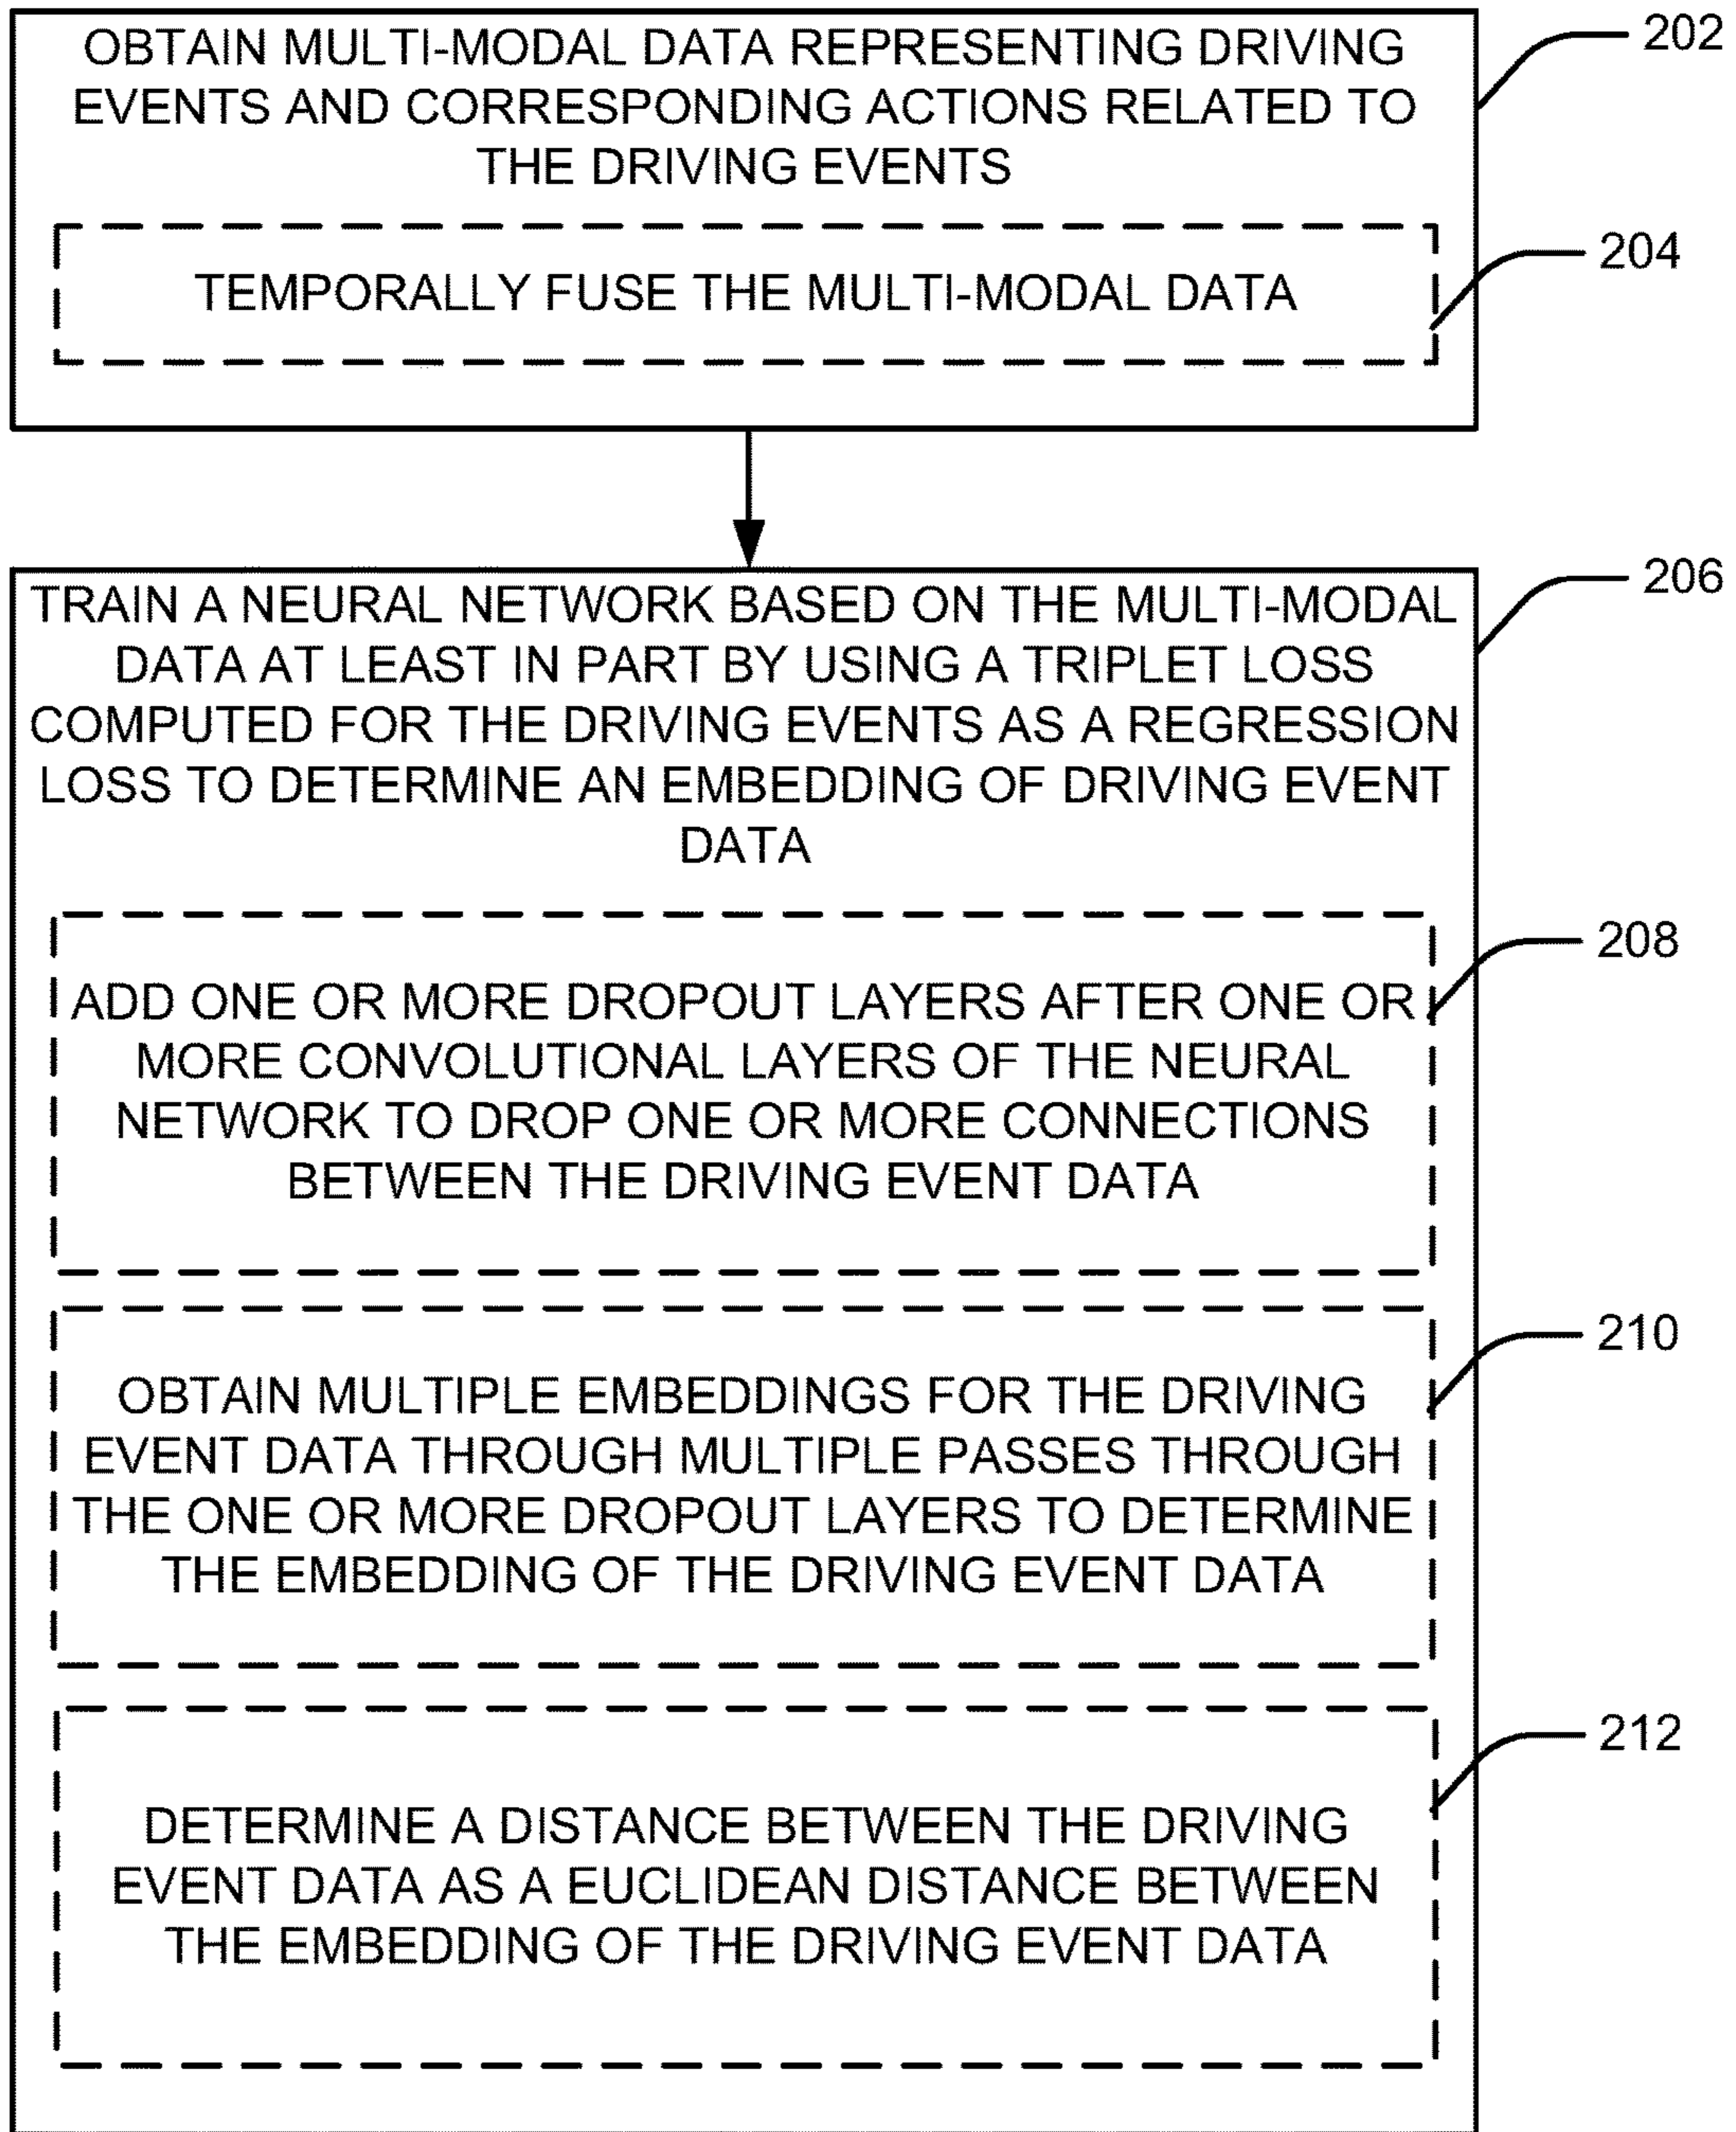 OBTAIN MULTI-MODAL DATA REPRESENTING DRIVING
EVENTS AND CORRESPONDING ACTIONS RELATED TO
THE DRIVING EVENTS
202
TEMPORALLY FUSE THE MULTI-MODAL DATA
204
TRAIN A NEURAL NETWORK BASED ON THE MULTI-MODAL
DATA AT LEAST IN PART BY USING A TRIPLET LOSS
COMPUTED FOR THE DRIVING EVENTS AS A REGRESSION
LOSS TO DETERMINE AN EMBEDDING OF DRIVING EVENT
DATA
206
ADD ONE OR MORE DROPOUT LAYERS AFTER ONE OR
MORE CONVOLUTIONAL LAYERS OF THE NEURAL
NETWORK TO DROP ONE OR MORE CONNECTIONS
BETWEEN THE DRIVING EVENT DATA
208
OBTAIN MULTIPLE EMBEDDINGS FOR THE DRIVING
EVENT DATA THROUGH MULTIPLE PASSES THROUGH
THE ONE OR MORE DROPOUT LAYERS TO DETERMINE
THE EMBEDDING OF THE DRIVING EVENT DATA
210
DETERMINE A DISTANCE BETWEEN THE DRIVING
EVENT DATA AS A EUCLIDEAN DISTANCE BETWEEN
THE EMBEDDING OF THE DRIVING EVENT DATA
212